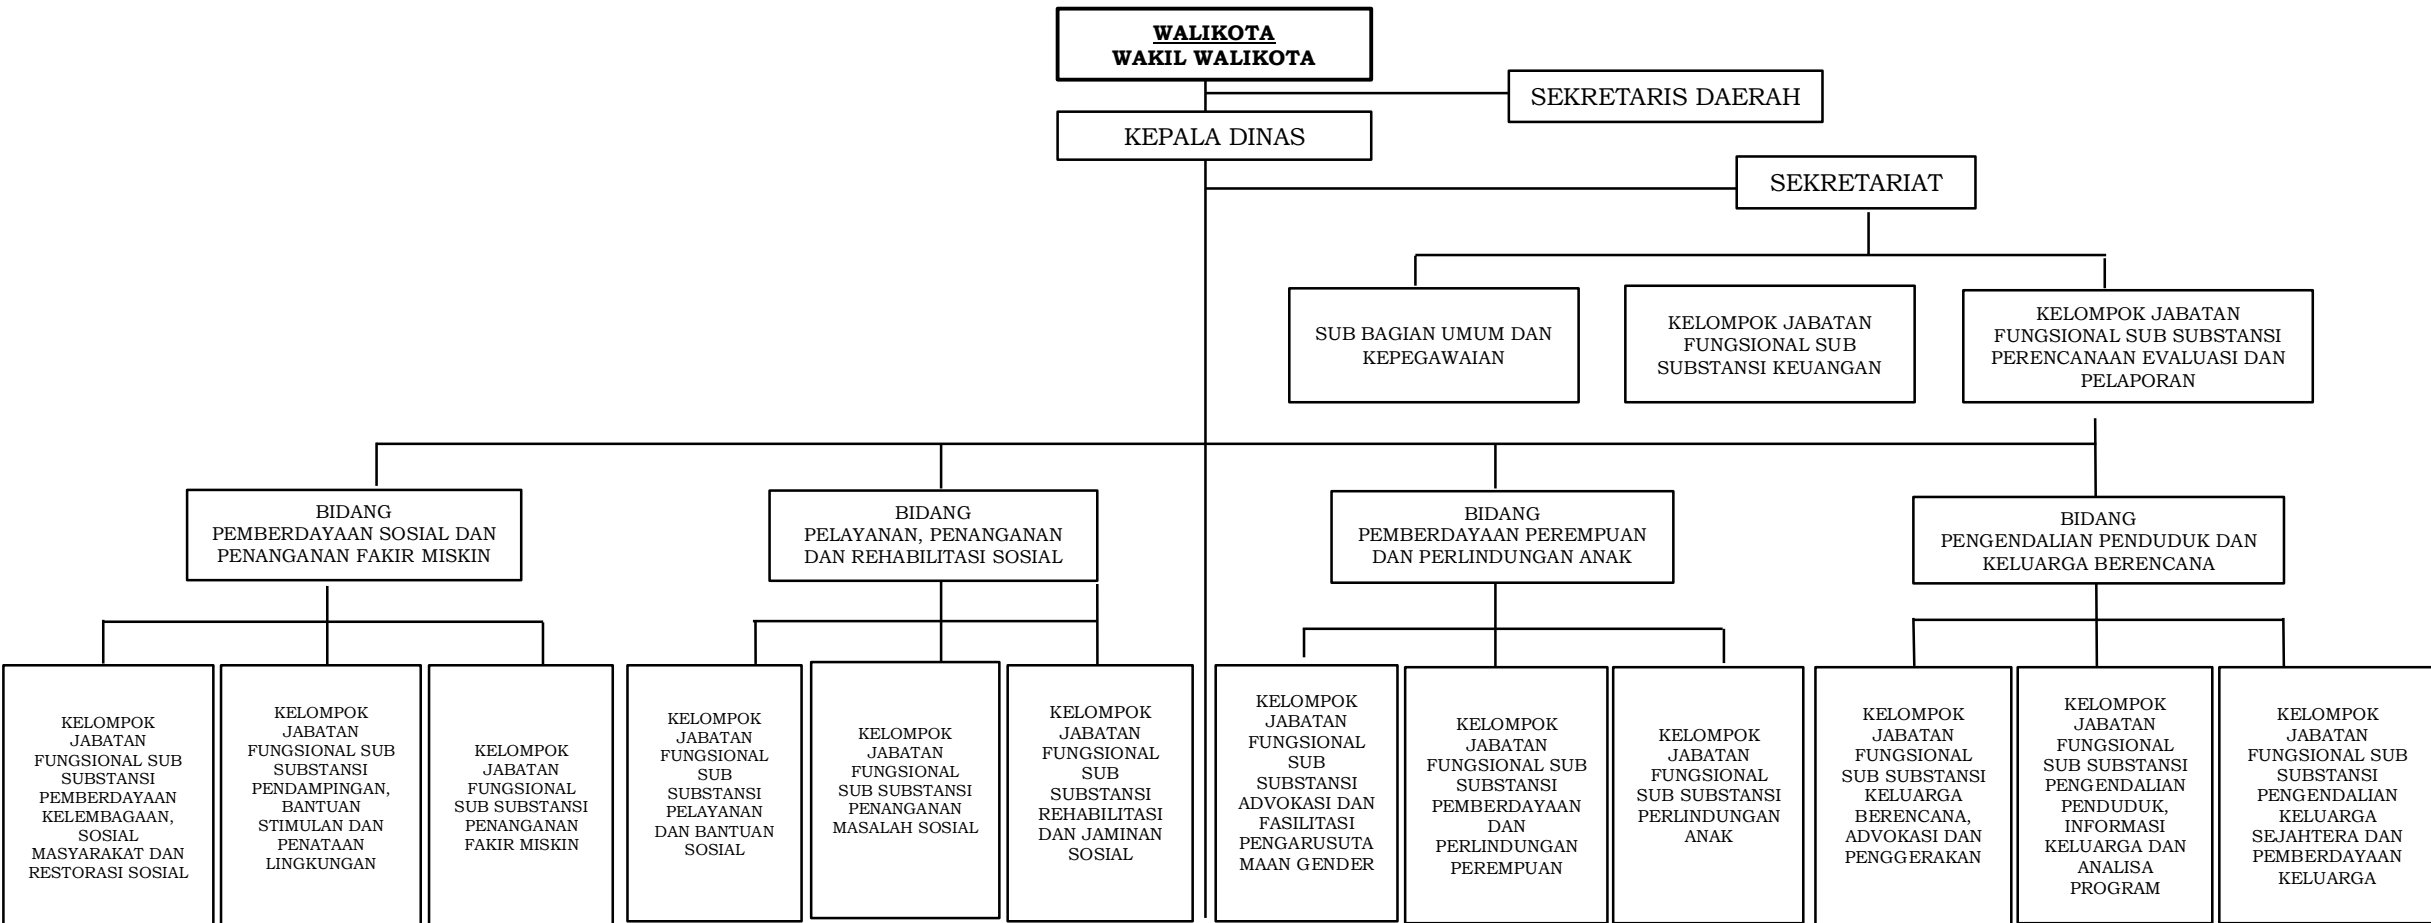 WALIKOTA
WAKIL WALIKOTA
SEKRETARIS DAERAH
KEPALA DINAS
SEKRETARIAT
SUB BAGIAN UMUM DAN
KEPEGAWAIAN
KELOMPOK JABATAN
FUNGSIONAL SUB
SUBSTANSI KEUANGAN
KELOMPOK JABATAN
FUNGSIONAL SUB SUBSTANSI
PERENCANAAN EVALUASI DAN
PELAPORAN
BIDANG
PEMBERDAYAAN SOSIAL DAN
PENANGANAN FAKIR MISKIN
BIDANG
PELAYANAN, PENANGANAN
DAN REHABILITASI SOSIAL
BIDANG
PEMBERDAYAAN PEREMPUAN
DAN PERLINDUNGAN ANAK
BIDANG
PENGENDALIAN PENDUDUK DAN
KELUARGA BERENCANA
KELOMPOK
JABATAN
FUNGSIONAL SUB
SUBSTANSI
PEMBERDAYAAN
KELEMBAGAAN,
SOSIAL
MASYARAKAT DAN
RESTORASI SOSIAL
KELOMPOK
JABATAN
FUNGSIONAL SUB
SUBSTANSI
PENDAMPINGAN,
BANTUAN
STIMULAN DAN
PENATAAN
LINGKUNGAN
KELOMPOK
JABATAN
FUNGSIONAL
SUB SUBSTANSI
PENANGANAN
FAKIR MISKIN
KELOMPOK
JABATAN
FUNGSIONAL
SUB
SUBSTANSI
PELAYANAN
DAN BANTUAN
SOSIAL
KELOMPOK
JABATAN
FUNGSIONAL
SUB SUBSTANSI
PENANGANAN
MASALAH SOSIAL
KELOMPOK
JABATAN
FUNGSIONAL
SUB
SUBSTANSI
REHABILITASI
DAN JAMINAN
SOSIAL
KELOMPOK
JABATAN
FUNGSIONAL
SUB
SUBSTANSI
ADVOKASI DAN
FASILITASI
PENGARUSUTA
MAAN GENDER
KELOMPOK
JABATAN
FUNGSIONAL SUB
SUBSTANSI
PEMBERDAYAAN
DAN
PERLINDUNGAN
PEREMPUAN
KELOMPOK
JABATAN
FUNGSIONAL
SUB SUBSTANSI
PERLINDUNGAN
ANAK
KELOMPOK
JABATAN
FUNGSIONAL
SUB SUBSTANSI
KELUARGA
BERENCANA,
ADVOKASI DAN
PENGGERAKAN
KELOMPOK
JABATAN
FUNGSIONAL
SUB SUBSTANSI
PENGENDALIAN
PENDUDUK,
INFORMASI
KELUARGA DAN
ANALISA
PROGRAM
KELOMPOK
JABATAN
FUNGSIONAL SUB
SUBSTANSI
PENGENDALIAN
KELUARGA
SEJAHTERA DAN
PEMBERDAYAAN
KELUARGA